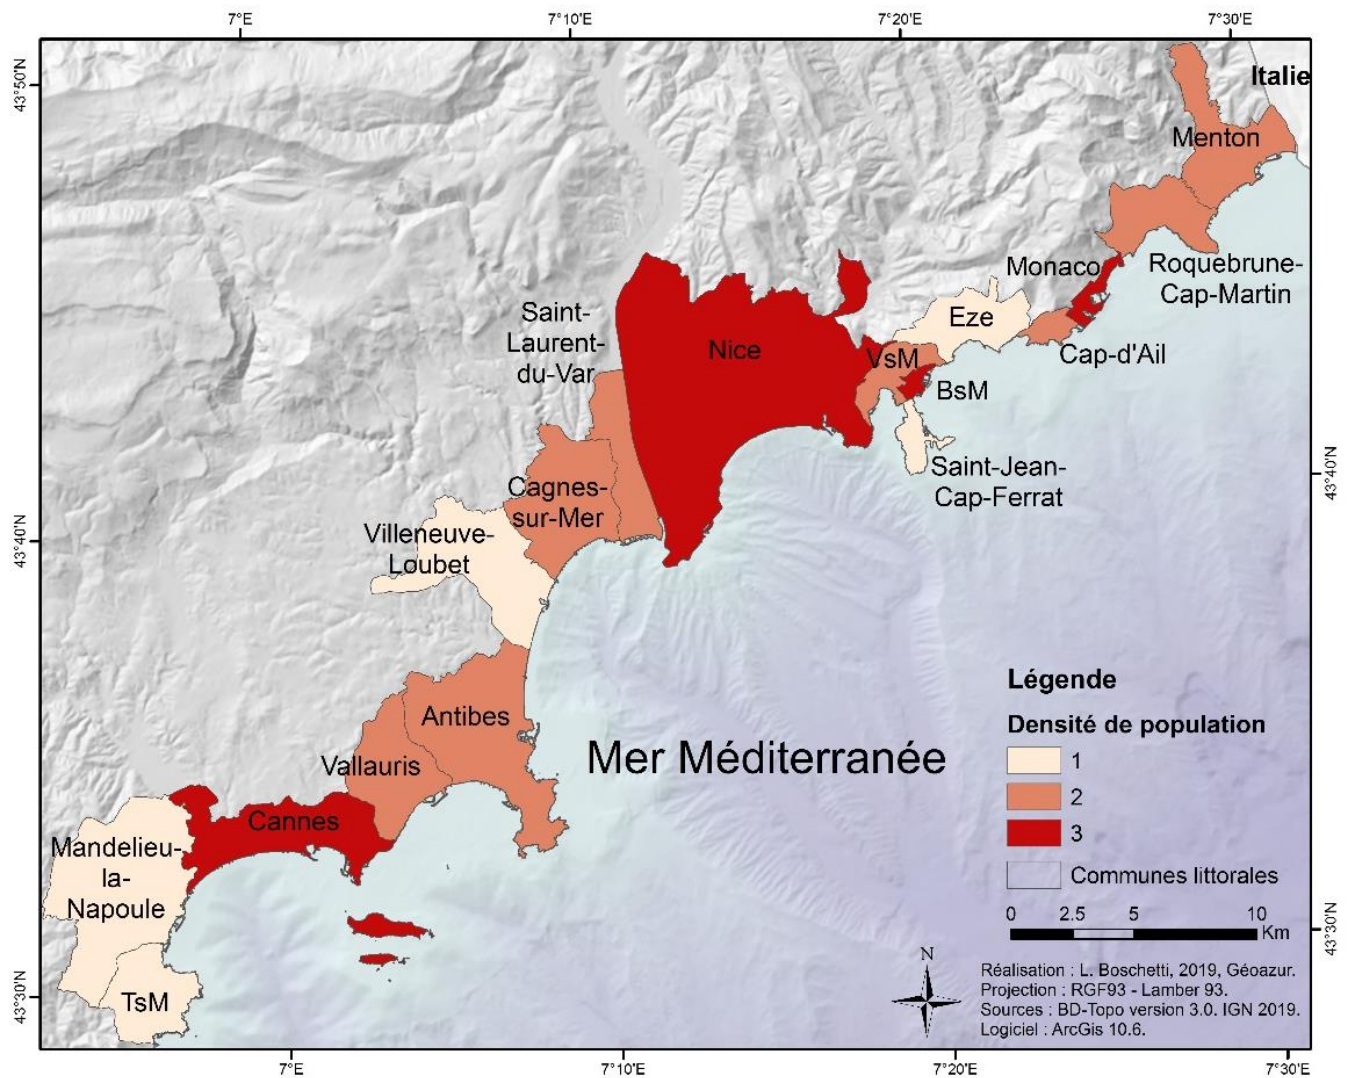 7°E
7°10'E
7°20'E
7°30'E
43°50'N
Italie
Menton
Monaco
Roquebrune-
Cap-Martin
Saint-
Laurent-
du-Var
Eze
Nice
VsM
Cap-d'Ail
BsM
Saint-Jean-
Cap-Ferrat
43°40'N
Cagnes-
sur-Mer
Villeneuve-
Loubet
43°40'N
Antibes
Vallauris
Mer Méditerranée
Cannes
Mandelieu-
la-
Napoule
TsM
Légende
Densité de population
1
2
3
Communes littorales
0 2.5 5 10
Km
43°30'N
43°30'N
N
Réalisation : L. Boschetti, 2019, Géoazur.
Projection : RGF93 - Lamber 93.
Sources : BD-Topo version 3.0. IGN 2019.
Logiciel : ArcGis 10.6.
7°E
7°10'E
7°20'E
7°30'E